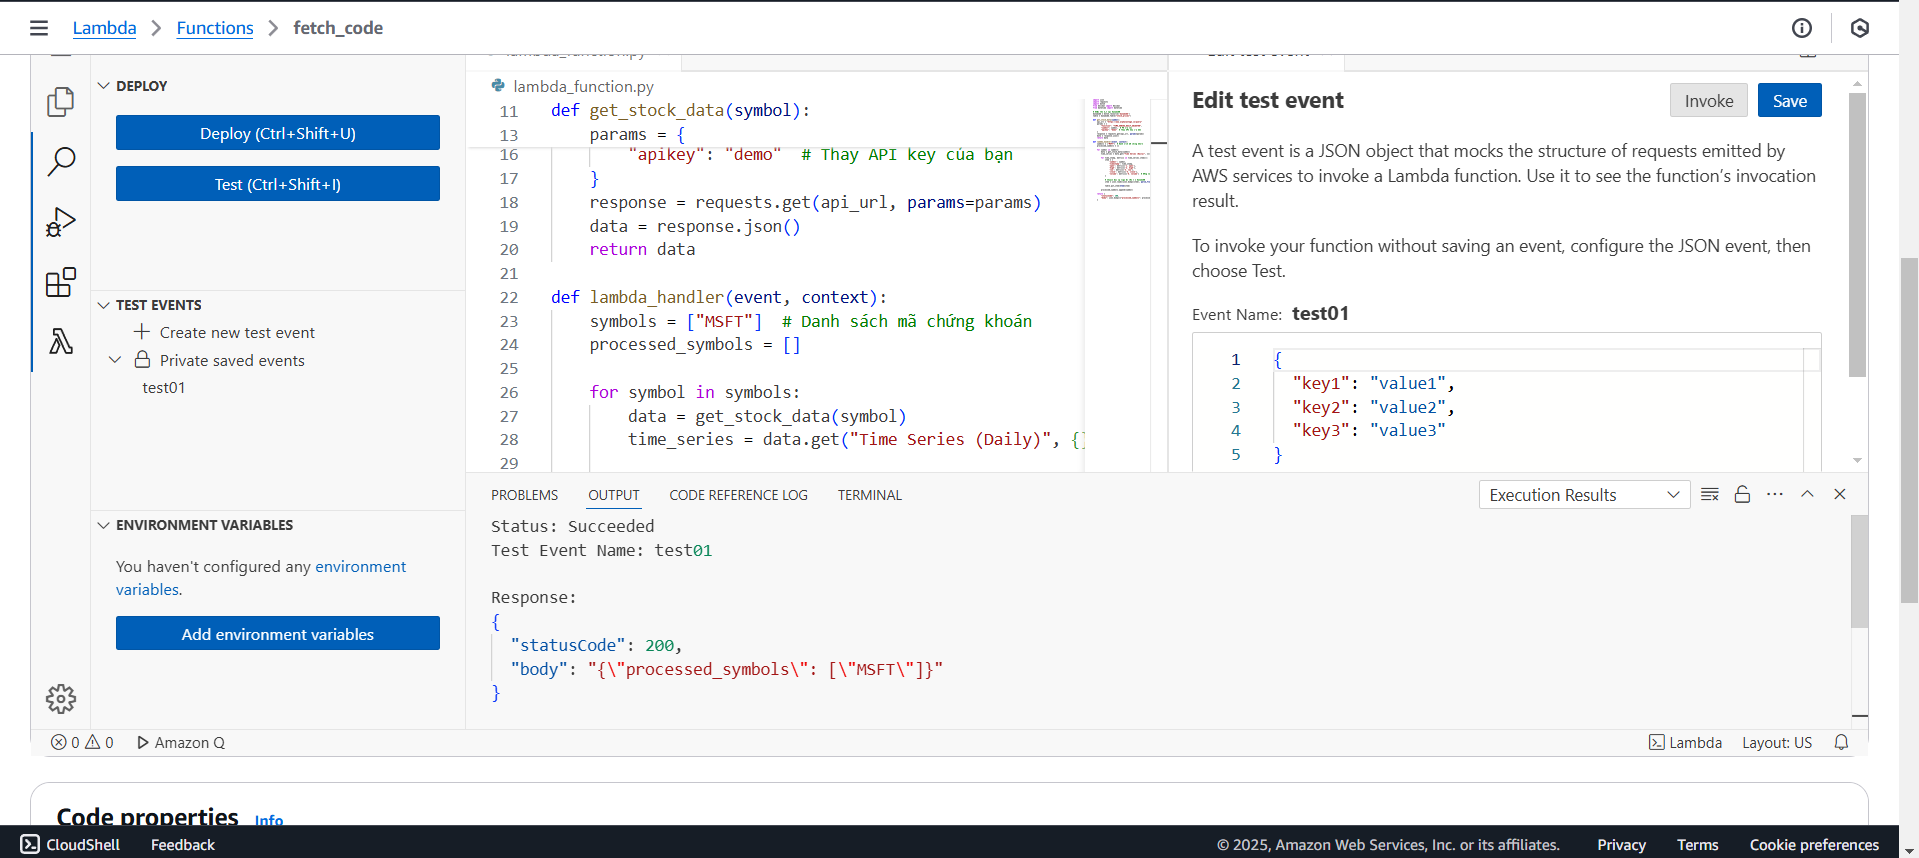 Lambda > Functions > fetch_code
DEPLOY
Deploy (Ctrl+Shift+U)
Test (Ctrl+Shift+I)
TEST EVENTS
Create new test event
Private saved events
test01
ENVIRONMENT VARIABLES
You haven't configured any environment
variables.
Add environment variables
lambda_function.py
lambda_function.py
11 def get_stock_data(symbol):
13 params = {
16 "apikey": "demo" # Thay API key của bạn
17 }
18 response = requests.get(api_url, params=params)
19 data = response.json()
20 return data
21
22 def lambda_handler(event, context):
23 symbols = ["MSFT"] # Danh sách mã chứng khoán
24 processed_symbols = []
25
26 for symbol in symbols:
27 data = get_stock_data(symbol)
28 time_series = data.get("Time Series (Daily)", {}
29
Edit test event
Edit test event
Invoke
Save
A test event is a JSON object that mocks the structure of requests emitted by
AWS services to invoke a Lambda function. Use it to see the function's invocation
result.
To invoke your function without saving an event, configure the JSON event, then
choose Test.
Event Name: test01
1 {
2 "key1": "value1",
3 "key2": "value2",
4 "key3": "value3"
5 }
PROBLEMS OUTPUT CODE REFERENCE LOG TERMINAL
Execution Results
Status: Succeeded
Test Event Name: test01
Response:
{
"statusCode": 200,
"body": "{\"processed_symbols\": [\"MSFT\"]}"
}
0 0 Amazon Q
Lambda Layout: US
Code properties Info
CloudShell Feedback
© 2025, Amazon Web Services, Inc. or its affiliates. Privacy Terms Cookie preferences